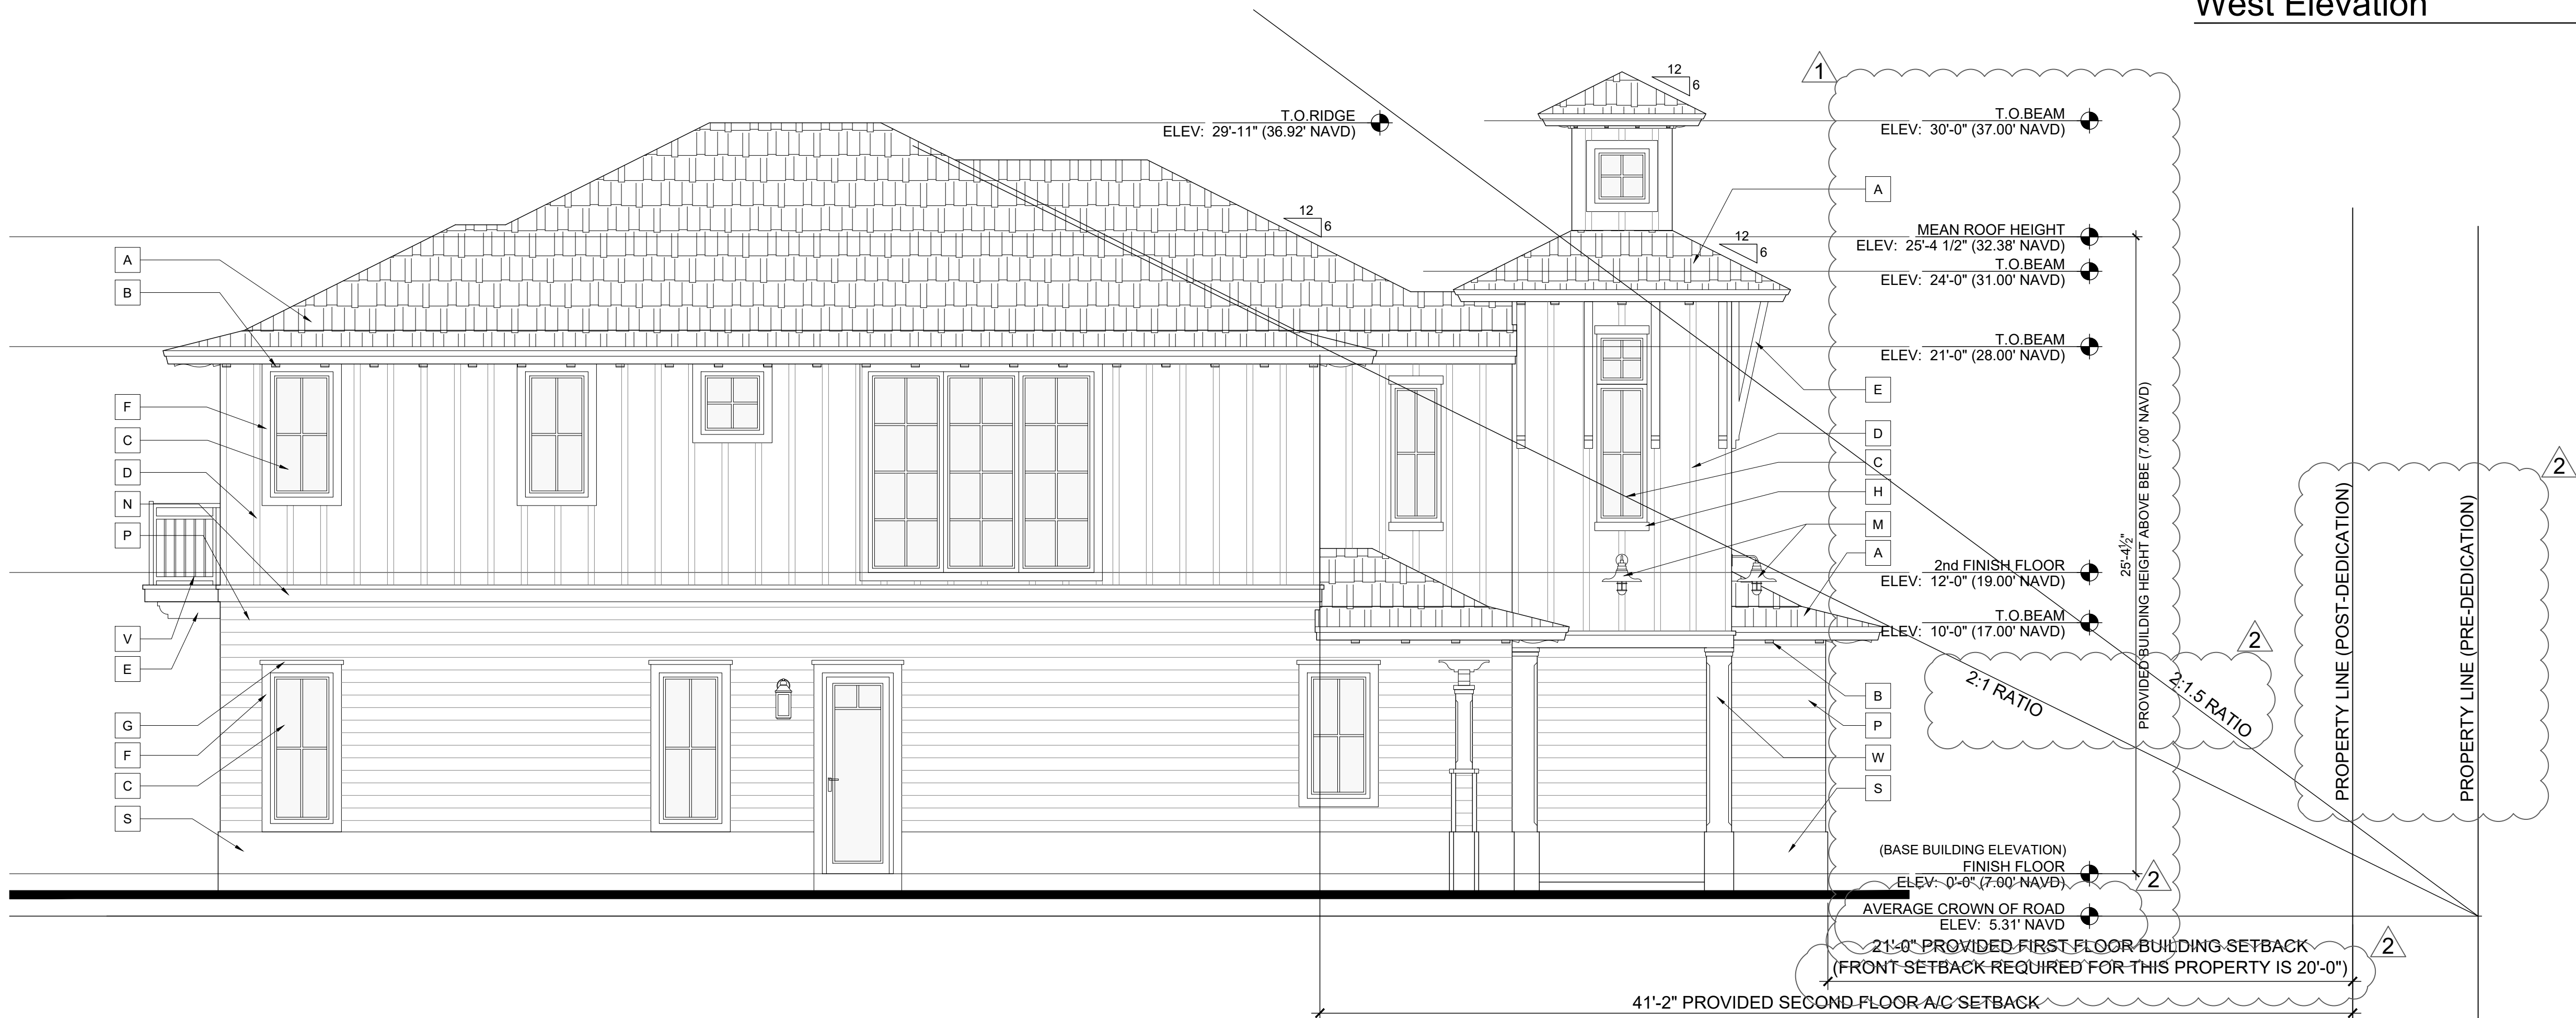 West Elevation
1
12
6
T.O.RIDGE
ELEV: 29'-11" (36.92' NAVD)
T.O.BEAM
ELEV: 30'-0" (37.00' NAVD)
A
12
6
12
6
MEAN ROOF HEIGHT
ELEV: 25'-4 1/2" (32.38' NAVD)
T.O.BEAM
ELEV: 24'-0" (31.00' NAVD)
T.O.BEAM
ELEV: 21'-0" (28.00' NAVD)
A
B
F
C
D
N
P
V
E
G
F
C
S
E
D
C
H
M
A
B
P
W
S
2nd FINISH FLOOR
ELEV: 12'-0" (19.00' NAVD)
T.O.BEAM
ELEV: 10'-0" (17.00' NAVD)
25'-4½"
PROVIDED BUILDING HEIGHT ABOVE BBE (7.00' NAVD)
2
2:1 RATIO
2:1.5 RATIO
2
PROPERTY LINE (POST-DEDICATION)
PROPERTY LINE (PRE-DEDICATION)
(BASE BUILDING ELEVATION)
FINISH FLOOR
ELEV: 0'-0" (7.00' NAVD)
2
AVERAGE CROWN OF ROAD
ELEV: 5.31' NAVD
2
21'-0" PROVIDED FIRST FLOOR BUILDING SETBACK
(FRONT SETBACK REQUIRED FOR THIS PROPERTY IS 20'-0")
41'-2" PROVIDED SECOND FLOOR A/C SETBACK